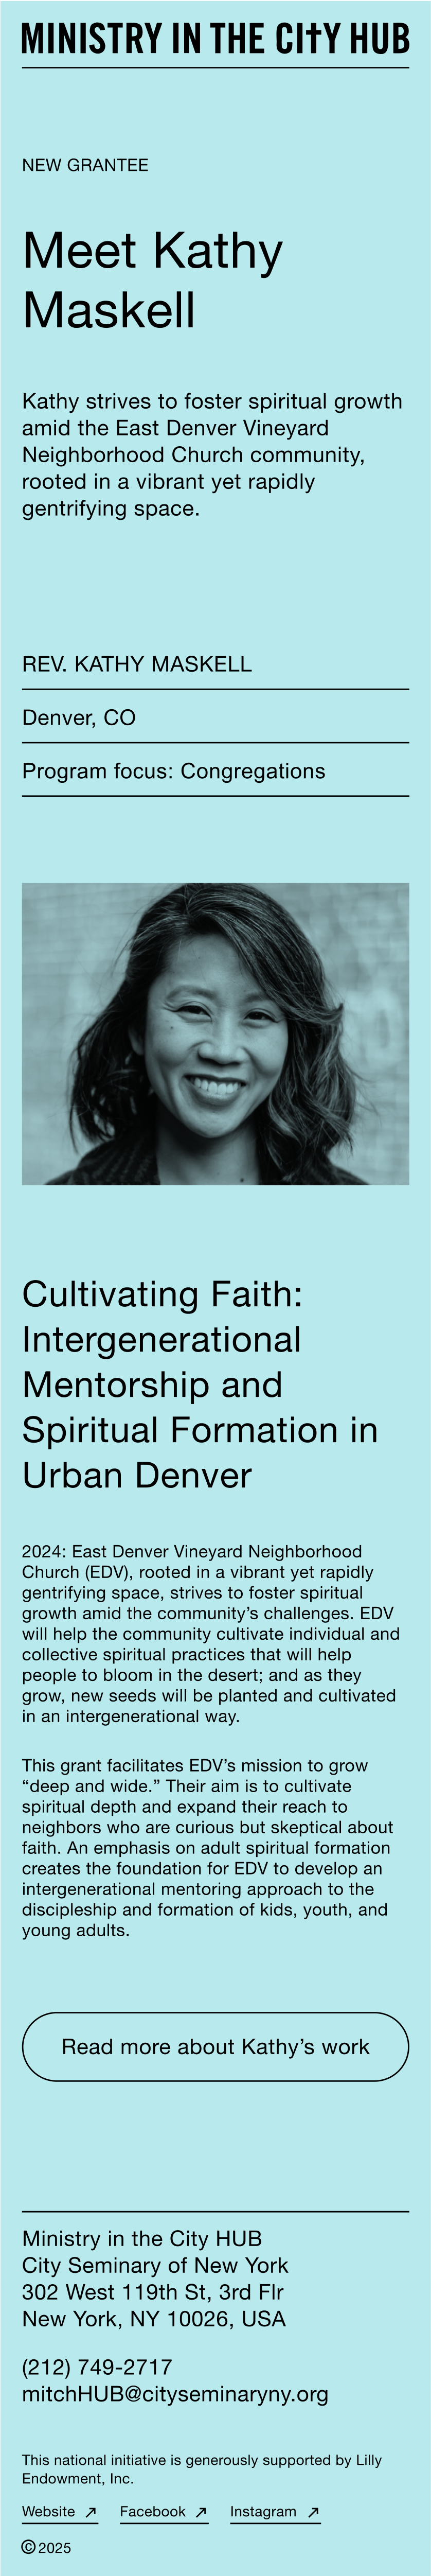 MINISTRY IN THE CITY HUB
NEW GRANTEE
Meet Kathy
Maskell
Kathy strives to foster spiritual growth
amid the East Denver Vineyard
Neighborhood Church community,
rooted in a vibrant yet rapidly
gentrifying space.
REV. KATHY MASKELL
Denver, CO
Program focus: Congregations
Cultivating Faith:
Intergenerational
Mentorship and
Spiritual Formation in
Urban Denver
2024: East Denver Vineyard Neighborhood
Church (EDV), rooted in a vibrant yet rapidly
gentrifying space, strives to foster spiritual
growth amid the community’s challenges. EDV
will help the community cultivate individual and
collective spiritual practices that will help
people to bloom in the desert; and as they
grow, new seeds will be planted and cultivated
in an intergenerational way.
This grant facilitates EDV’s mission to grow
“deep and wide.” Their aim is to cultivate
spiritual depth and expand their reach to
neighbors who are curious but skeptical about
faith. An emphasis on adult spiritual formation
creates the foundation for EDV to develop an
intergenerational mentoring approach to the
discipleship and formation of kids, youth, and
young adults.
Read more about Kathy’s work
Ministry in the City HUB
City Seminary of New York
302 West 119th St, 3rd Flr
New York, NY 10026, USA
(212) 749-2717
mitchHUB@cityseminaryny.org
This national initiative is generously supported by Lilly
Endowment, Inc.
Website ↗ Facebook ↗ Instagram ↗
© 2025